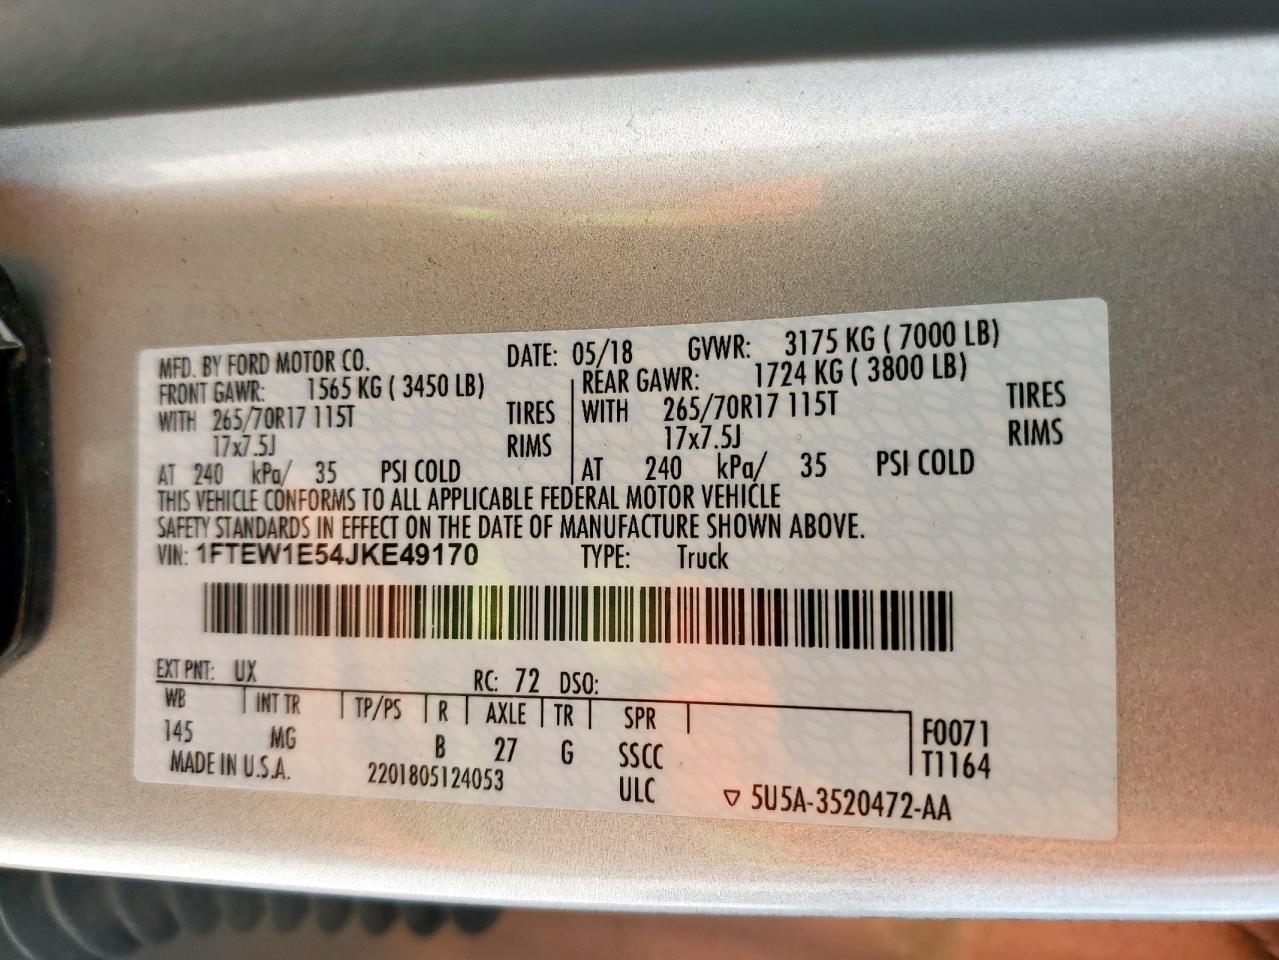 MFD. BY FORD MOTOR CO. DATE: 05/18 GVWR: 3175 KG ( 7000 LB)
FRONT GAWR: 1565 KG ( 3450 LB) REAR GAWR: 1724 KG ( 3800 LB)
WITH 265/70R17 115T TIRES WITH 265/70R17 115T TIRES
17x7.5J RIMS 17x7.5J RIMS
AT 240 kPa/ 35 PSI COLD AT 240 kPa/ 35 PSI COLD
THIS VEHICLE CONFORMS TO ALL APPLICABLE FEDERAL MOTOR VEHICLE
SAFETY STANDARDS IN EFFECT ON THE DATE OF MANUFACTURE SHOWN ABOVE.
VIN: 1FTEW1E54JKE49170 TYPE: Truck
EXT PNT: UX RC: 72 DSO:
WB INT TR TP/PS R AXLE TR SPR F0071
145 MG B 27 G SSCC T1164
MADE IN U.S.A. 2201805124053 ULC ▽ 5U5A-3520472-AA